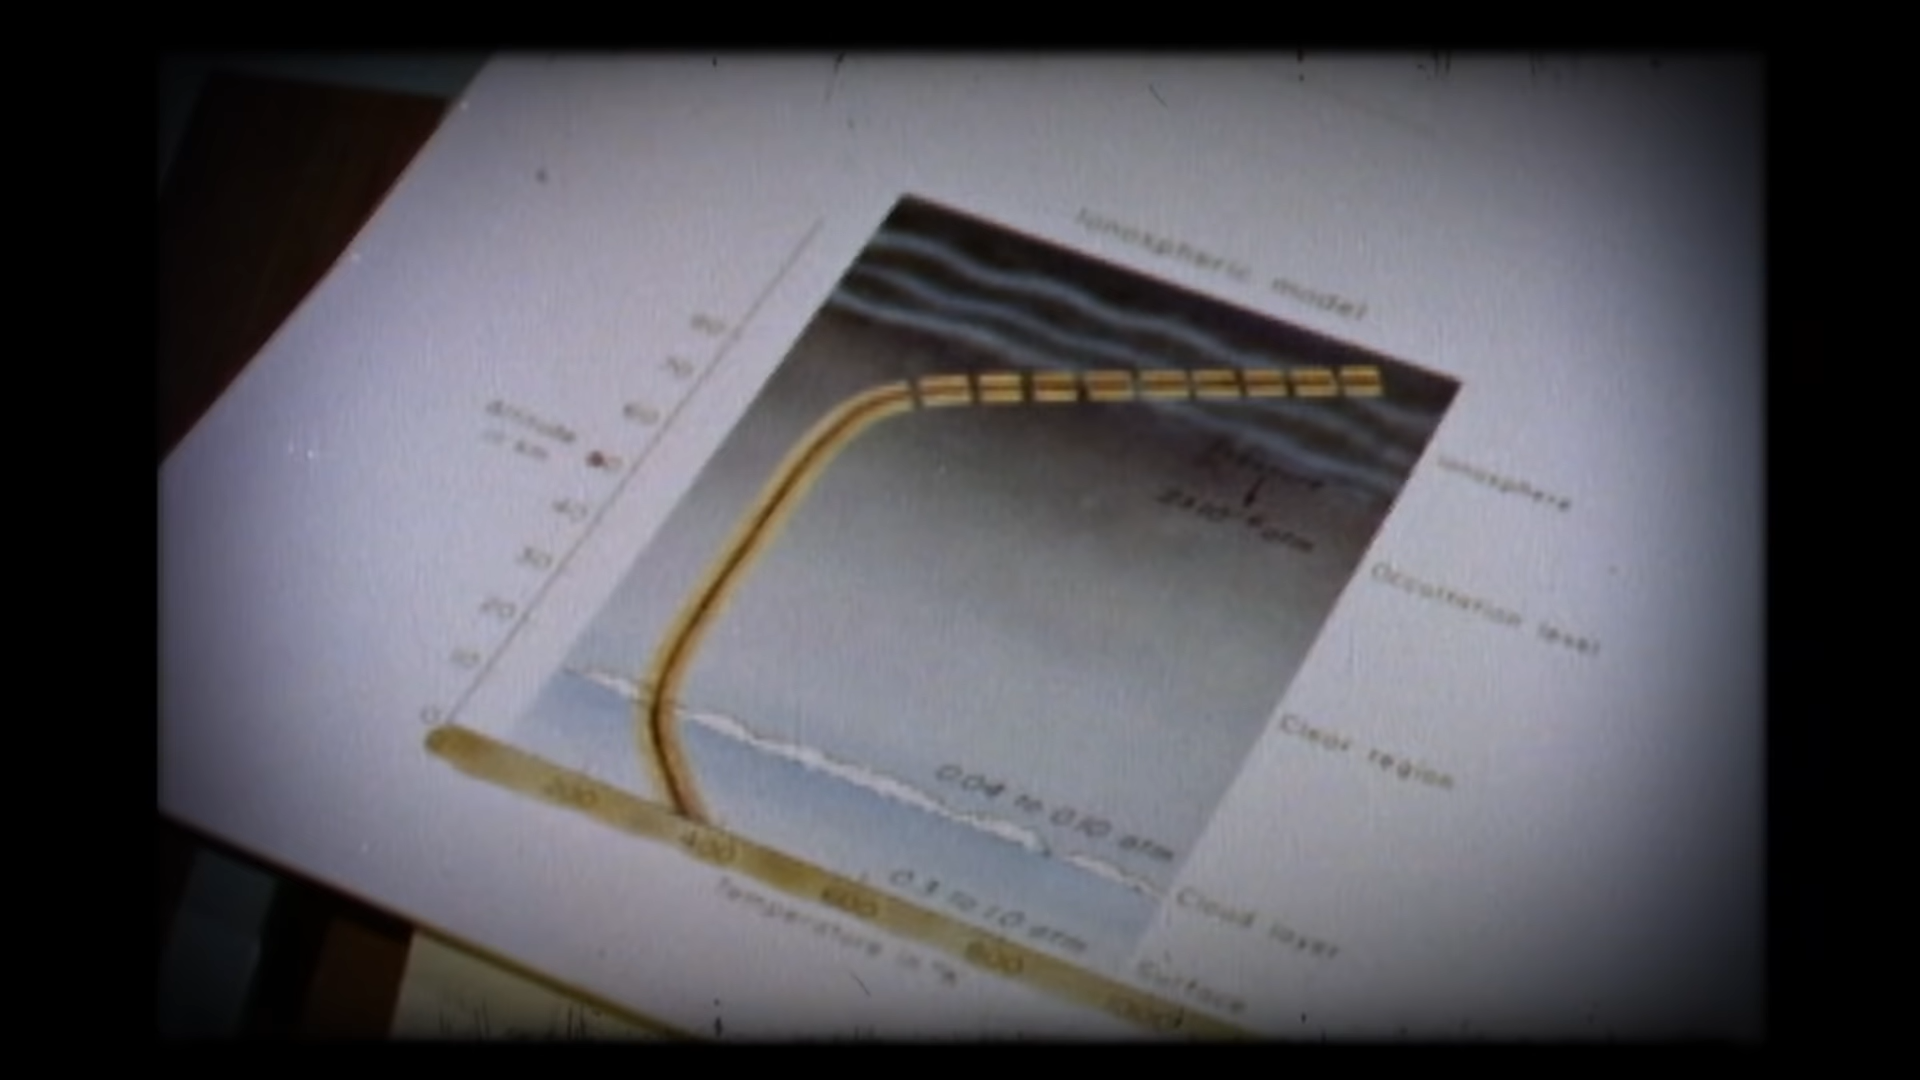 Ionospheric model
80
70
60
Altitude
in km
40
30
20
10
0
200
400
600
800
1000
Temperature in °K
0.04 to 0.10 atm
0.3 to 1.0 atm
Ionosphere
Occultation level
Clear region
Cloud layer
Surface